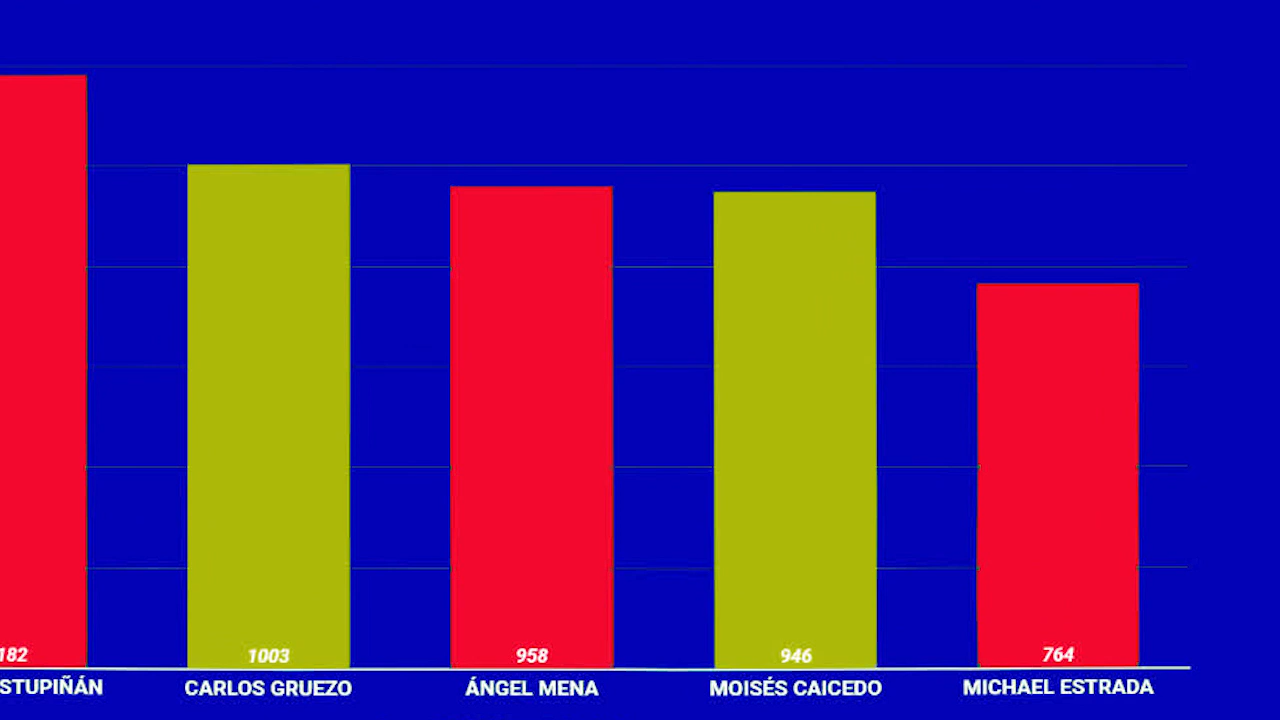 182 1003 958 946 764
STUPIÑÁN CARLOS GRUEZO ÁNGEL MENA MOISÉS CAICEDO MICHAEL ESTRADA